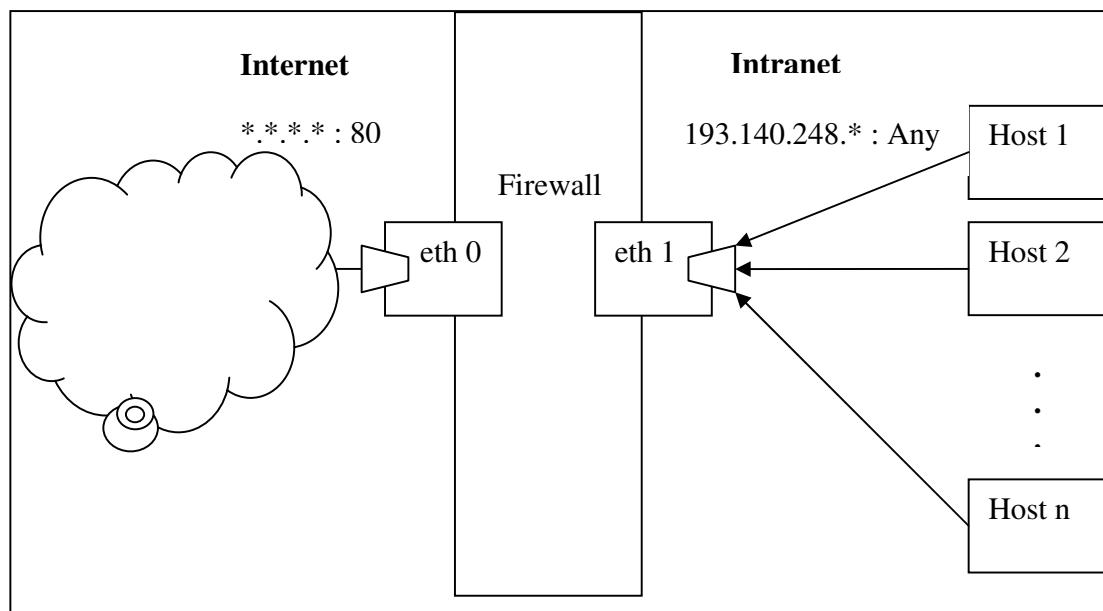 Internet
*.*.*.* : 80
Firewall
eth 0
eth 1
Intranet
193.140.248.* : Any
Host 1
Host 2
.
.
.
Host n